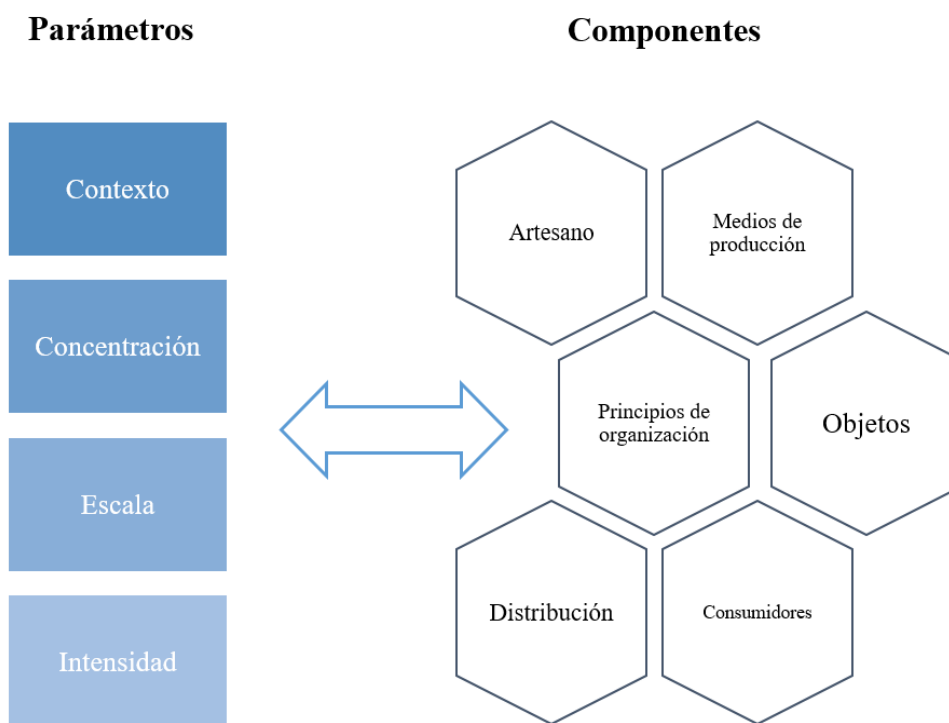 Parámetros
Contexto
Concentración
Escala
Intensidad
Componentes
Artesano
Medios de
producción
Principios de
organización
Objetos
Distribución
Consumidores